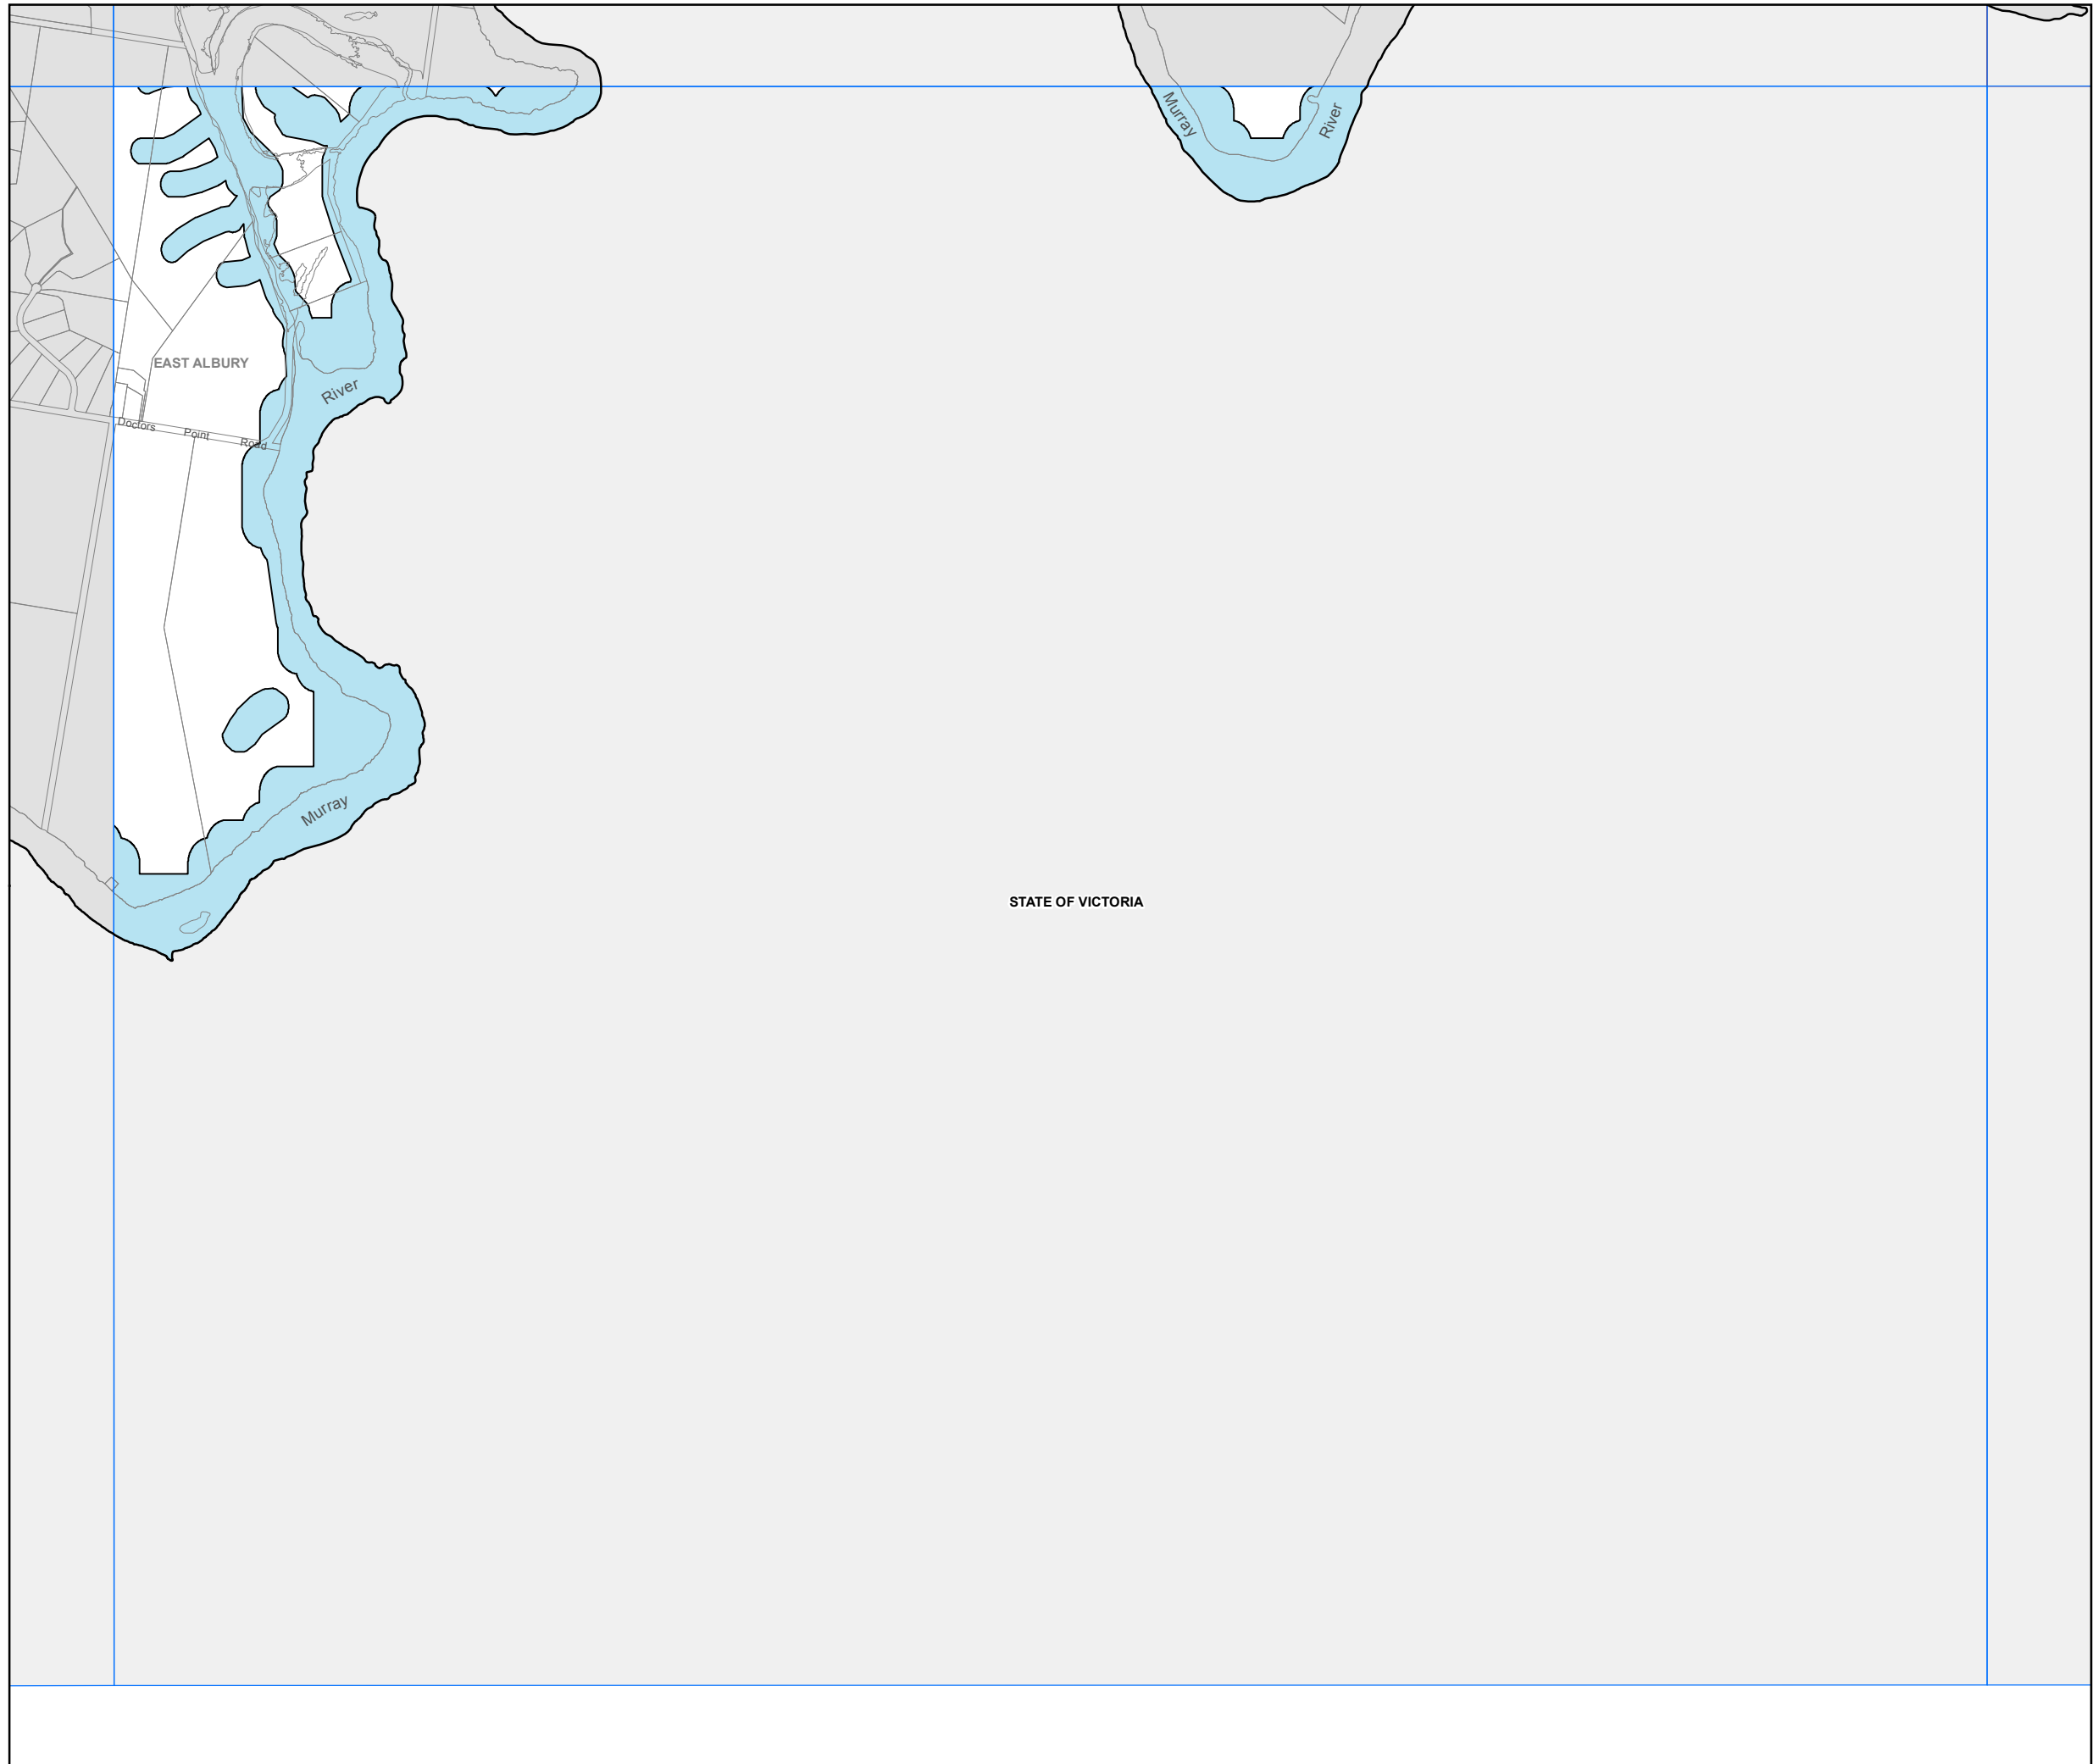 Murray
River
EAST ALBURY
River
Doctors Point Road
Murray
STATE OF VICTORIA